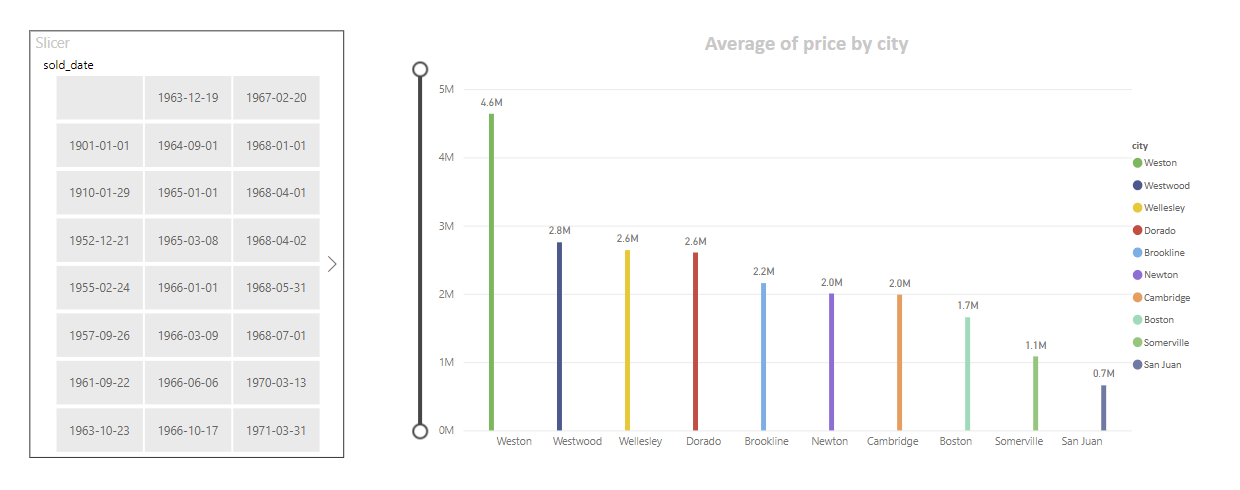 Slicer
sold_date
1963-12-19 1967-02-20
1901-01-01 1964-09-01 1968-01-01
1910-01-29 1965-01-01 1968-04-01
1952-12-21 1965-03-08 1968-04-02
1955-02-24 1966-01-01 1968-05-31
1957-09-26 1966-03-09 1968-07-01
1961-09-22 1966-06-06 1970-03-13
1963-10-23 1966-10-17 1971-03-31
Average of price by city
5M
4M
3M
2M
1M
0M
4.6M
2.8M
2.6M
2.6M
2.2M
2.0M
2.0M
1.7M
1.1M
0.7M
Weston Westwood Wellesley Dorado Brookline Newton Cambridge Boston Somerville San Juan
city
Weston
Westwood
Wellesley
Dorado
Brookline
Newton
Cambridge
Boston
Somerville
San Juan